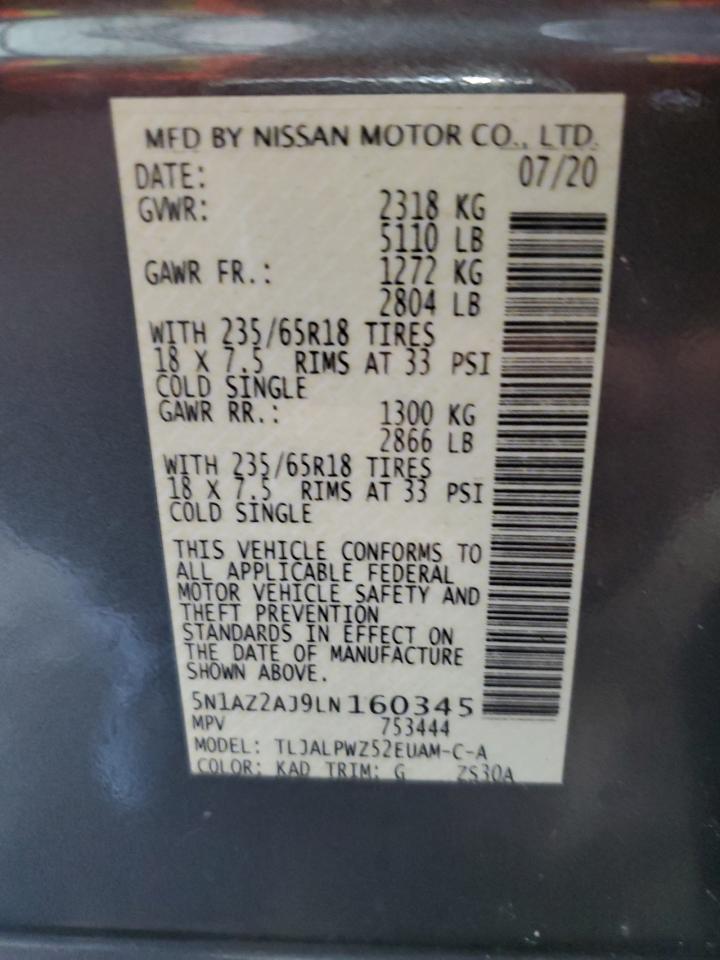 MFD BY NISSAN MOTOR CO., LTD.
DATE: 07/20
GVWR: 2318 KG
5110 LB
GAWR FR.: 1272 KG
2804 LB
WITH 235/65R18 TIRES
18 X 7.5 RIMS AT 33 PSI
COLD SINGLE
GAWR RR.: 1300 KG
2866 LB
WITH 235/65R18 TIRES
18 X 7.5 RIMS AT 33 PSI
COLD SINGLE
THIS VEHICLE CONFORMS TO
ALL APPLICABLE FEDERAL
MOTOR VEHICLE SAFETY AND
THEFT PREVENTION
STANDARDS IN EFFECT ON
THE DATE OF MANUFACTURE
SHOWN ABOVE.
5N1AZ2AJ9LN160345
MPV 753444
MODEL: TLJALPWZ52EUAM-C-A
COLOR: KAD TRIM: G ZS30A